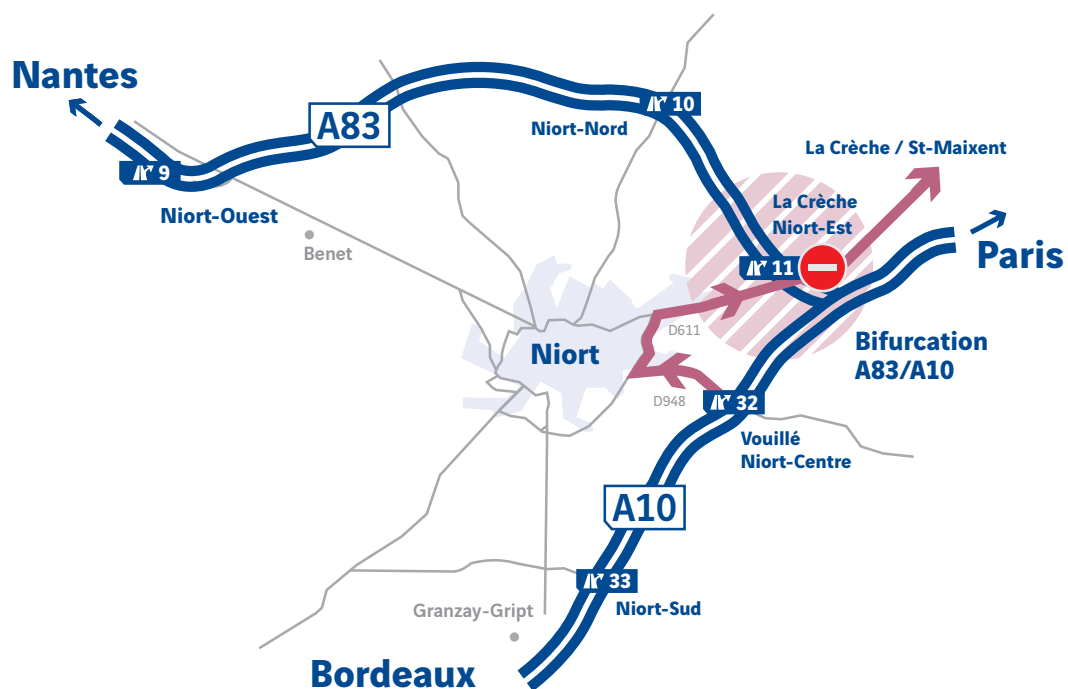 Nantes
A83
10
Niort-Nord
La Crèche / St-Maixent
9
Niort-Ouest
La Crèche
Niort-Est
Benet
11
Paris
D611
Bifurcation
A83/A10
Niort
D948
32
Vouillé
Niort-Centre
A10
33
Granzay-Gript
Niort-Sud
Bordeaux